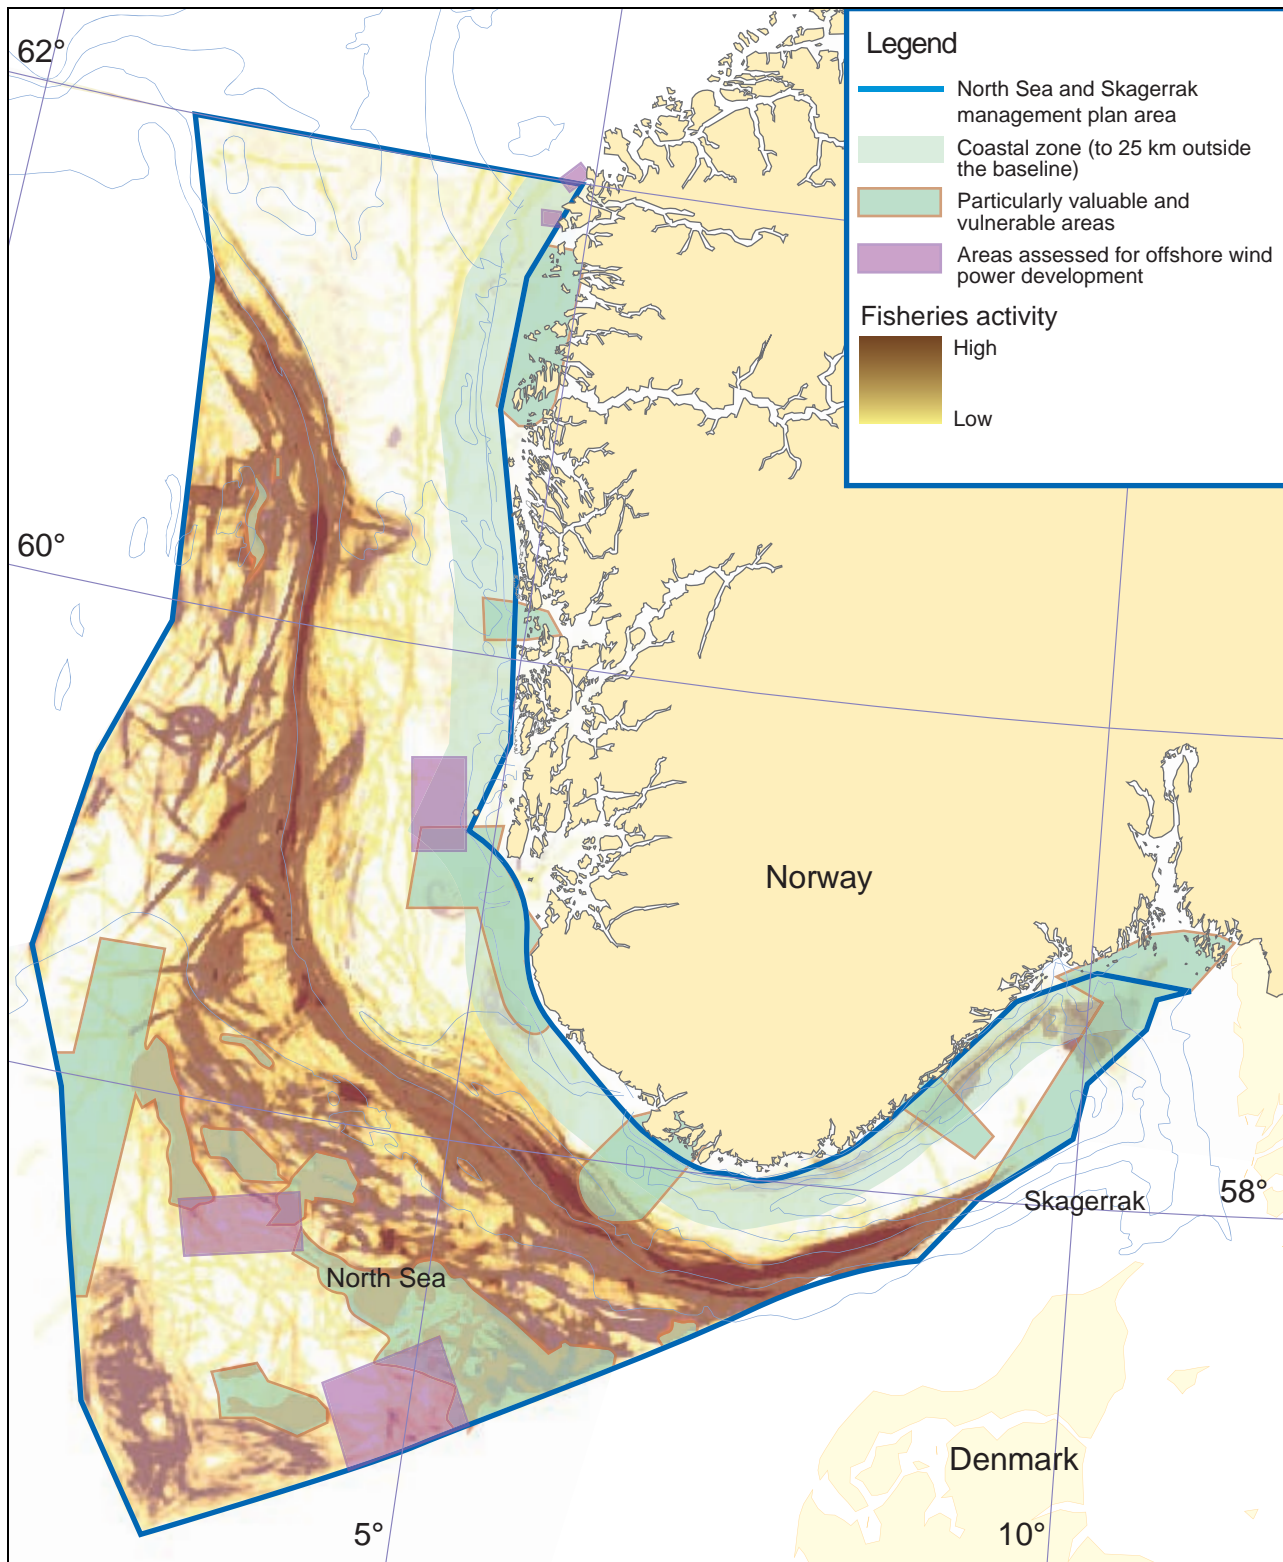 62°
Legend
North Sea and Skagerrak
management plan area
Coastal zone (to 25 km outside
the baseline)
Particularly valuable and
vulnerable areas
Areas assessed for offshore wind
power development
Fisheries activity
High
Low
60°
Norway
58°
Skagerrak
North Sea
Denmark
5°
10°